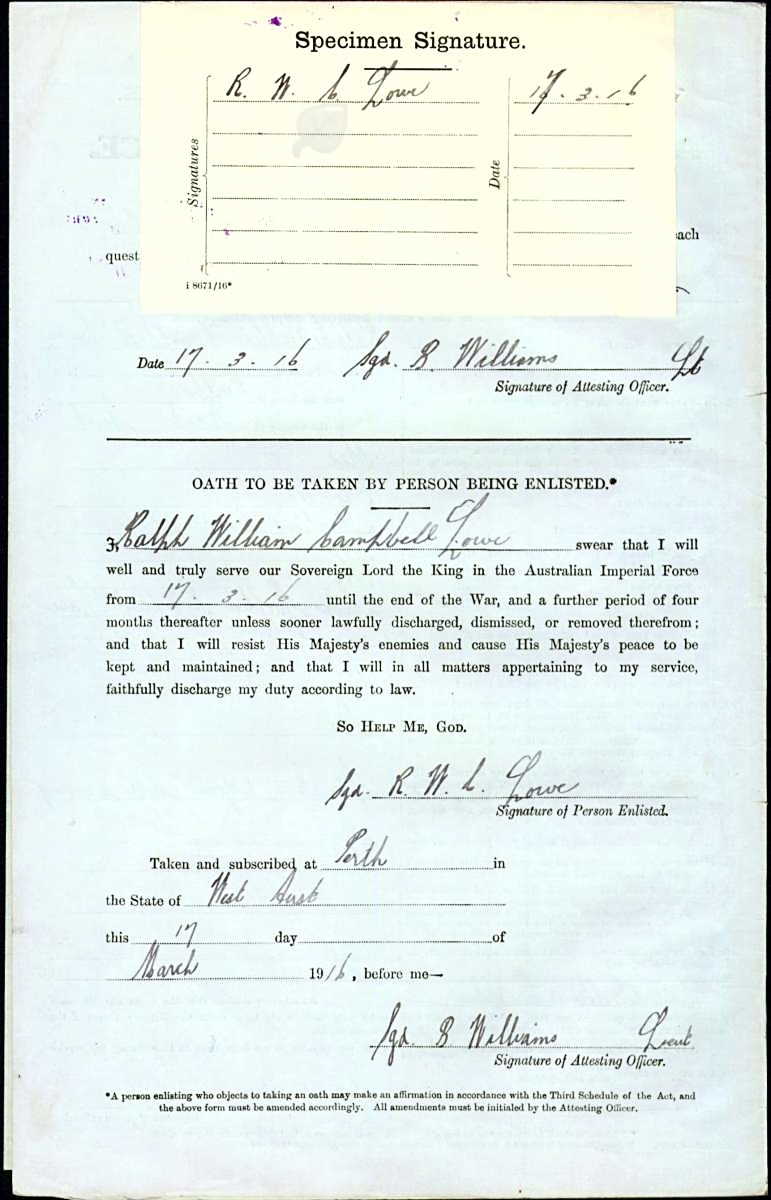 Specimen Signature.
Signatures
R. W. C. Lowe
Date
17. 3. 16
i 8671/16*
each
quest
Date 17. 3. 16 Sgd. B. Williams Lt
Signature of Attesting Officer.
OATH TO BE TAKEN BY PERSON BEING ENLISTED.*
I, Ralph William Campbell Lowe swear that I will
well and truly serve our Sovereign Lord the King in the Australian Imperial Force
from 17. 3. 16 until the end of the War, and a further period of four
months thereafter unless sooner lawfully discharged, dismissed, or removed therefrom;
and that I will resist His Majesty's enemies and cause His Majesty's peace to be
kept and maintained; and that I will in all matters appertaining to my service,
faithfully discharge my duty according to law.
So Help Me, God.
Sgd. R. W. C. Lowe
Signature of Person Enlisted.
Taken and subscribed at Perth in
the State of West Aust
this 17 day of
March 1916, before me—
Sgd B Williams Lieut
Signature of Attesting Officer.
*A person enlisting who objects to taking an oath may make an affirmation in accordance with the Third Schedule of the Act, and
the above form must be amended accordingly. All amendments must be initialed by the Attesting Officer.